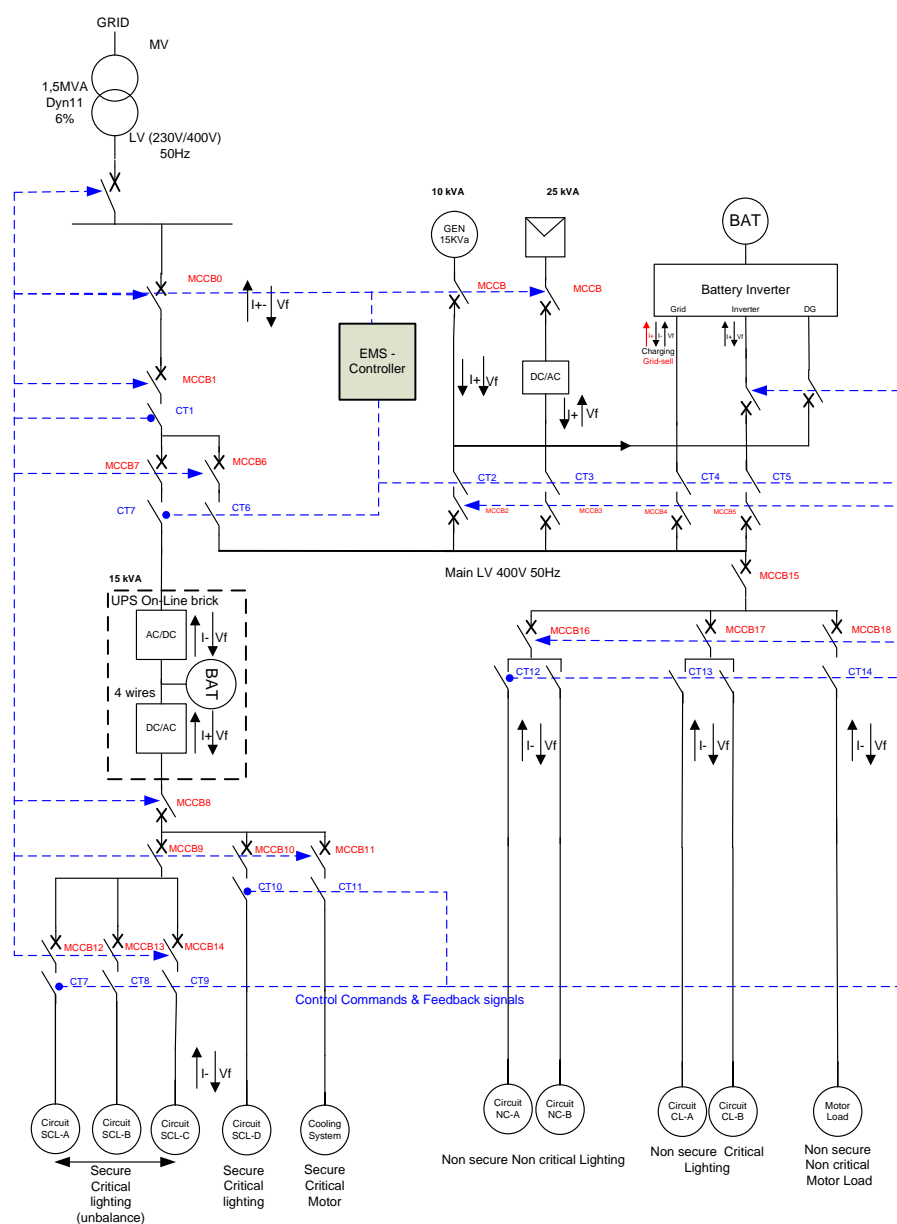 GRID
MV
1,5MVA
Dyn11
6%
LV (230V/400V)
50Hz
10 kVA
25 kVA
GEN
15KVa
BAT
MCCB0
I+-
Vf
MCCB
MCCB
Battery Inverter
Grid
Inverter
DG
I+
I-
Vf
Charging
Grid-sell
I+
Vf
EMS -
Controller
I+
Vf
DC/AC
I+
Vf
MCCB1
CT1
MCCB7
MCCB6
CT7
CT6
CT2
CT3
CT4
CT5
MCCB2
MCCB3
MCCB4
MCCB5
Main LV 400V 50Hz
MCCB15
15 kVA
UPS On-Line brick
AC/DC
I-
Vf
BAT
4 wires
DC/AC
I+
Vf
MCCB16
MCCB17
MCCB18
CT12
CT13
CT14
I-
Vf
I-
Vf
I-
Vf
MCCB8
MCCB9
MCCB10
MCCB11
CT10
CT11
MCCB12
MCCB13
MCCB14
CT7
CT8
CT9
Control Commands & Feedback signals
I-
Vf
Circuit
SCL-A
Circuit
SCL-B
Circuit
SCL-C
Circuit
SCL-D
Cooling
System
Circuit
NC-A
Circuit
NC-B
Circuit
CL-A
Circuit
CL-B
Motor
Load
Secure
Critical
lighting
(unbalance)
Secure
Critical
lighting
Secure
Critical
Motor
Non secure Non critical Lighting
Non secure Critical
Lighting
Non secure
Non critical
Motor Load